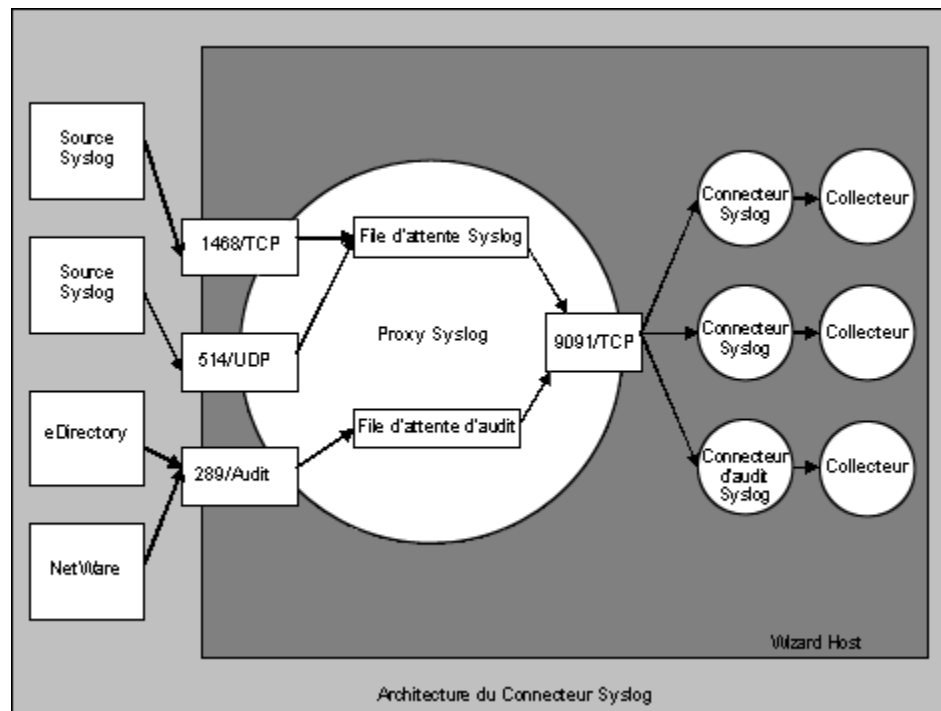 Source
Syslog
1468/TCP
File d'attente Syslog
Connecteur
Syslog
Collecteur
Source
Syslog
514/UDP
Proxy Syslog
9091/TCP
Connecteur
Syslog
Collecteur
eDirectory
289/Audit
File d'attente d'audit
Connecteur
d'audit
Syslog
Collecteur
NetWare
Wizard Host
Architecture du Connecteur Syslog